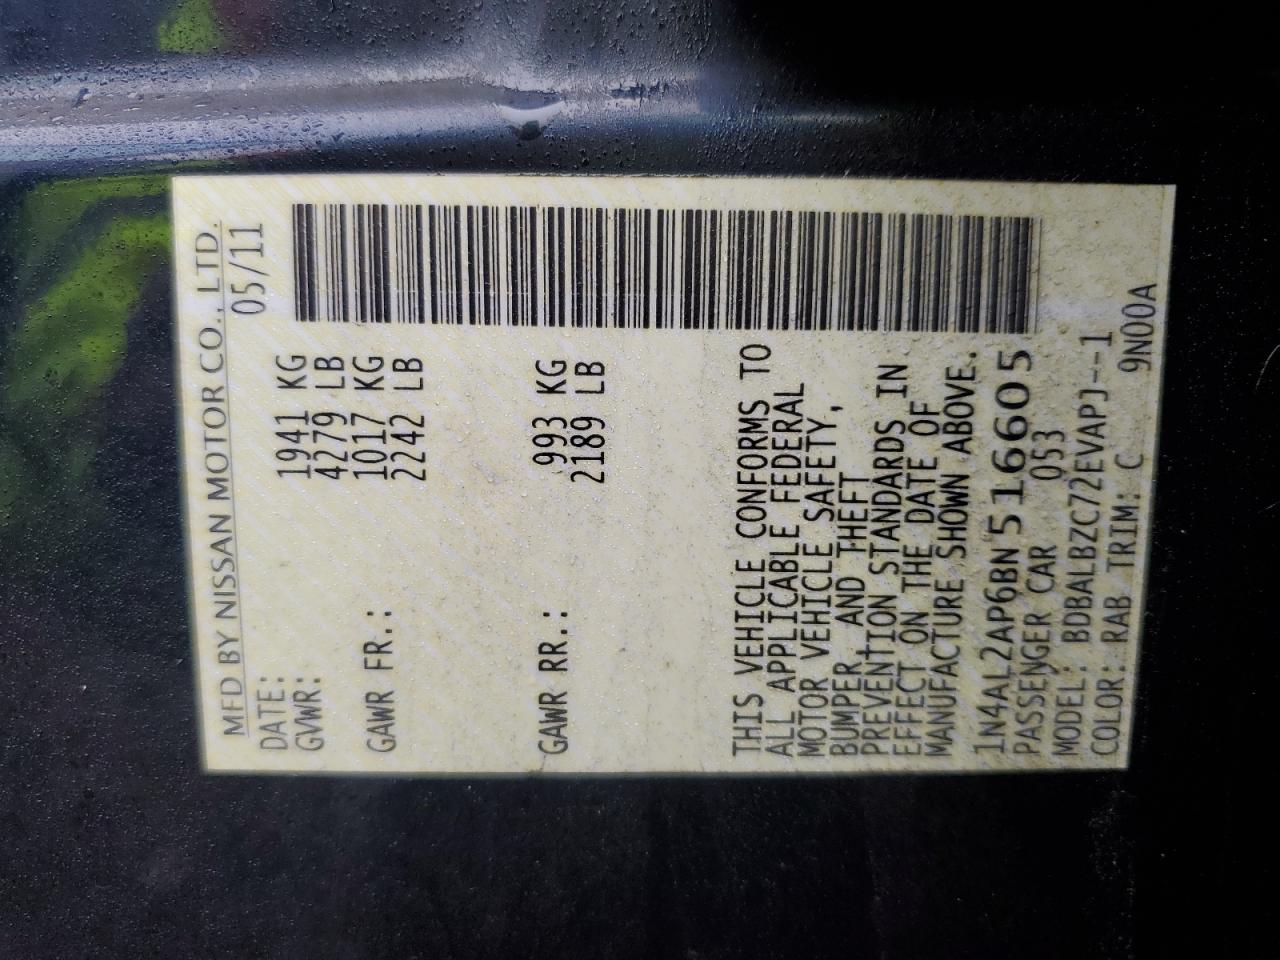 MFD BY NISSAN MOTOR CO., LTD.
DATE: 05/11
GVWR: 1941 KG
4279 LB
GAWR FR.: 1017 KG
2242 LB
GAWR RR.: 993 KG
2189 LB
THIS VEHICLE CONFORMS TO
ALL APPLICABLE FEDERAL
MOTOR VEHICLE SAFETY,
BUMPER, AND THEFT
PREVENTION STANDARDS IN
EFFECT ON THE DATE OF
MANUFACTURE SHOWN ABOVE.
1N4AL2AP6BN516605
PASSENGER CAR 053
MODEL: BDBALBZC72EVAPJ--1
COLOR: RAB TRIM: C 9N00A